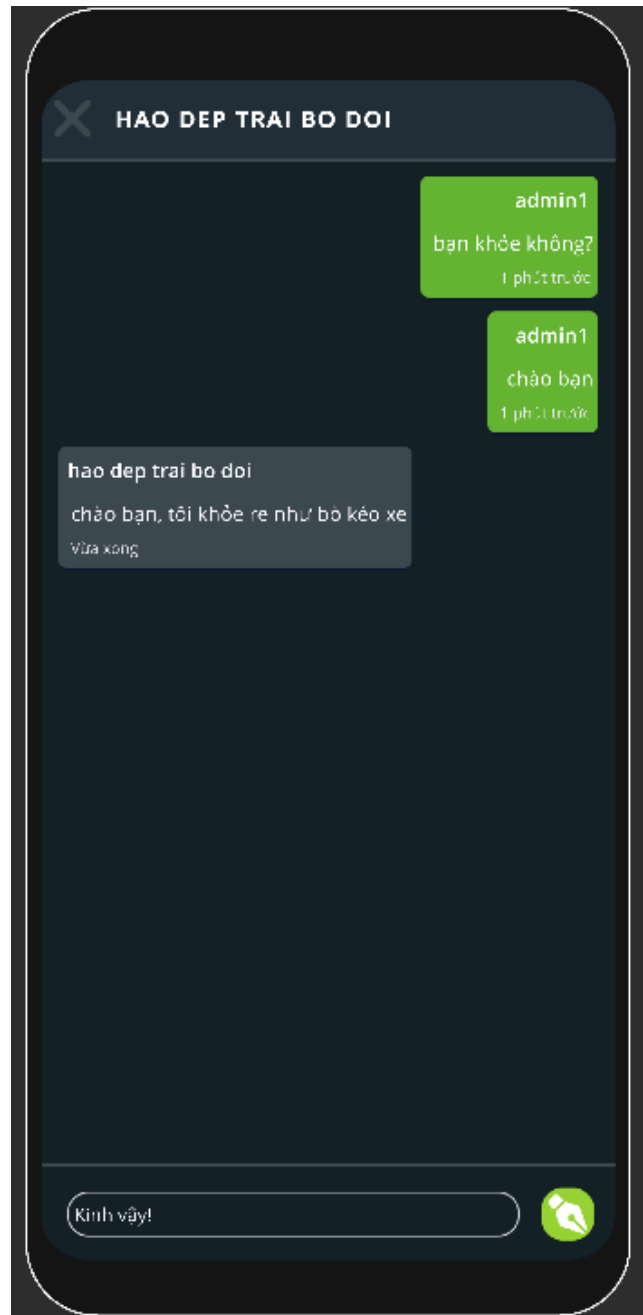 HAO DEP TRAI BO DOI
admin1
bạn khỏe không?
1 phút trước
admin1
chào bạn
1 phút trước
hao dep trai bo doi
chào bạn, tôi khỏe re như bò kéo xe
Vừa xong
Kinh vậy!